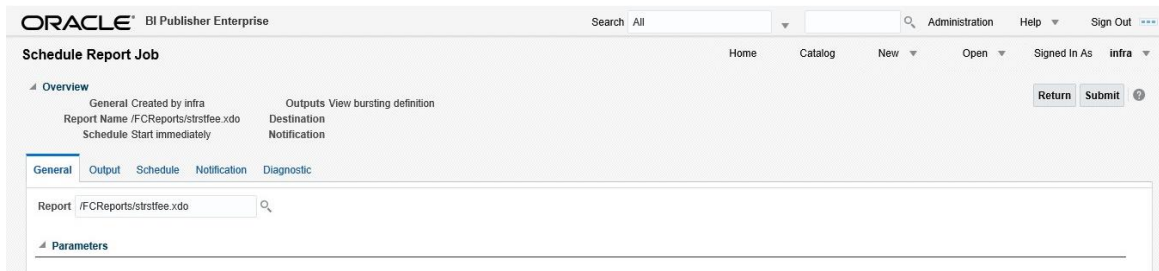 ORACLE® BI Publisher Enterprise Search All Administration Help Sign Out
Schedule Report Job Home Catalog New Open Signed In As infra
Overview
Return Submit
General Created by infra Outputs View bursting definition
Report Name /FCReports/strstfee.xdo Destination
Schedule Start immediately Notification
General Output Schedule Notification Diagnostic
Report /FCReports/strstfee.xdo
Parameters